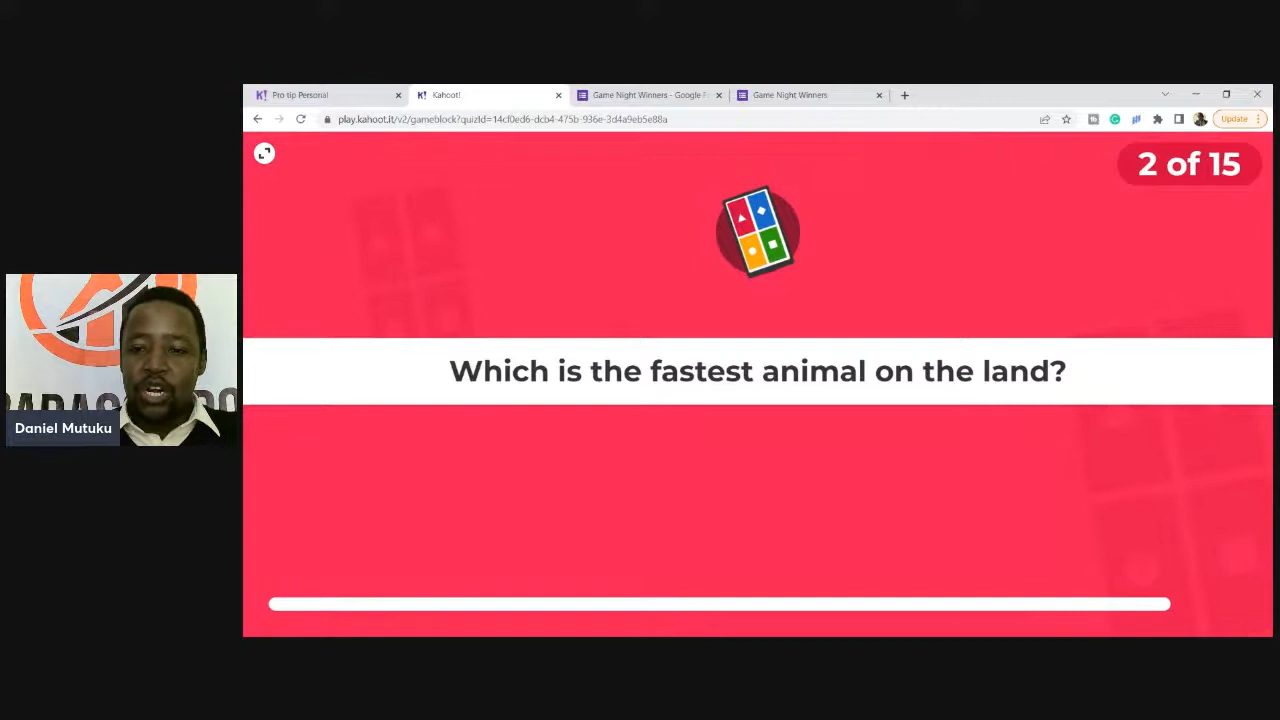 Pro tip Personal
Kahoot!
Game Night Winners - Google F
Game Night Winners
play.kahoot.it/v2/gameblock?quizId=14cf0ed6-dcb4-475b-936e-3d4a9eb5e88a
Update
2 of 15
Which is the fastest animal on the land?
Daniel Mutuku